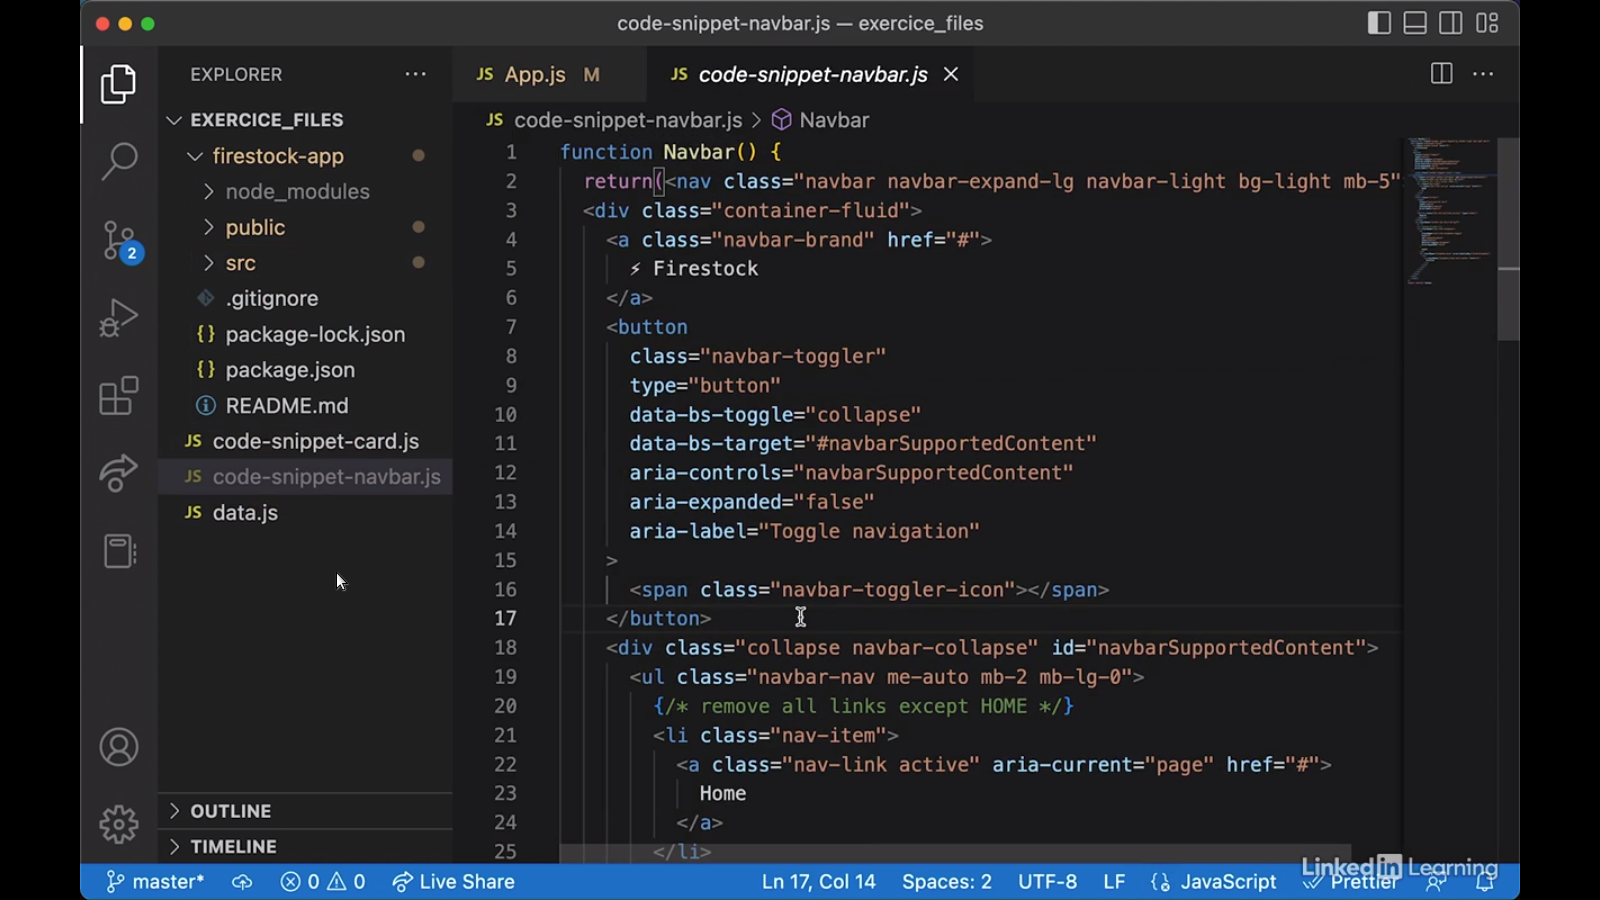 code-snippet-navbar.js — exercice_files
EXPLORER
JS App.js M
JS code-snippet-navbar.js
EXERCICE_FILES
JS code-snippet-navbar.js > Navbar
firestock-app
node_modules
public
src
.gitignore
{} package-lock.json
{} package.json
README.md
JS code-snippet-card.js
JS code-snippet-navbar.js
JS data.js
2
OUTLINE
TIMELINE
1 function Navbar() {
2 return(<nav class="navbar navbar-expand-lg navbar-light bg-light mb-5"
3 <div class="container-fluid">
4 <a class="navbar-brand" href="#">
5 ⚡ Firestock
6 </a>
7 <button
8 class="navbar-toggler"
9 type="button"
10 data-bs-toggle="collapse"
11 data-bs-target="#navbarSupportedContent"
12 aria-controls="navbarSupportedContent"
13 aria-expanded="false"
14 aria-label="Toggle navigation"
15 >
16 <span class="navbar-toggler-icon"></span>
17 </button>
18 <div class="collapse navbar-collapse" id="navbarSupportedContent">
19 <ul class="navbar-nav me-auto mb-2 mb-lg-0">
20 {/* remove all links except HOME */}
21 <li class="nav-item">
22 <a class="nav-link active" aria-current="page" href="#">
23 Home
24 </a>
25 </li>
LinkedIn Learning
master* 0 0 Live Share Ln 17, Col 14 Spaces: 2 UTF-8 LF {} JavaScript Prettier